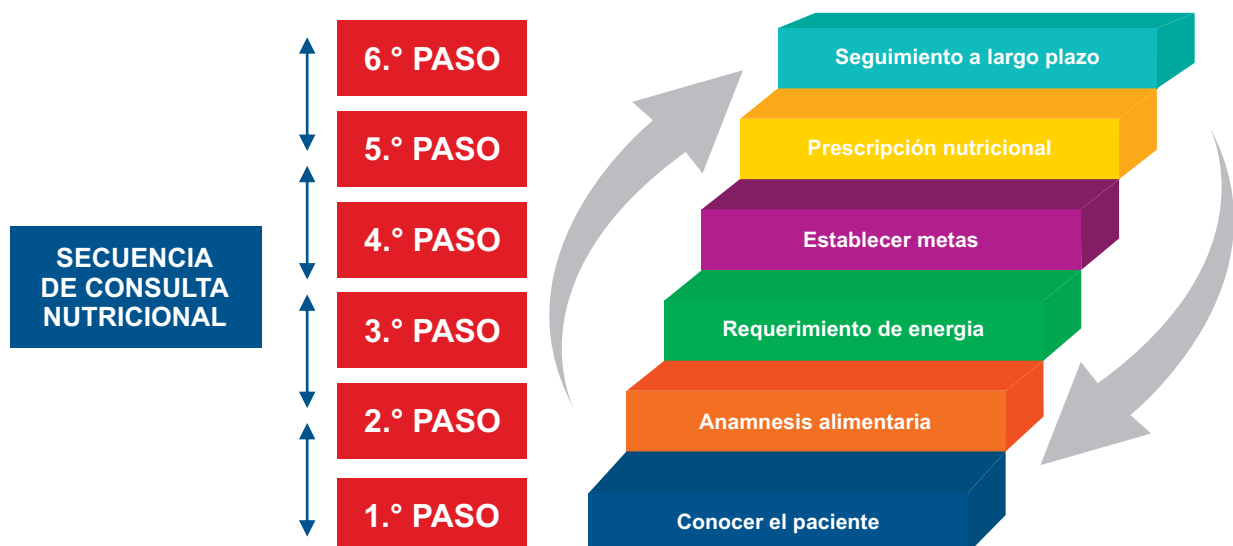 SECUENCIA
DE CONSULTA
NUTRICIONAL
6.° PASO
Seguimiento a largo plazo
5.° PASO
Prescripción nutricional
4.° PASO
Establecer metas
3.° PASO
Requerimiento de energia
2.° PASO
Anamnesis alimentaria
1.° PASO
Conocer el paciente